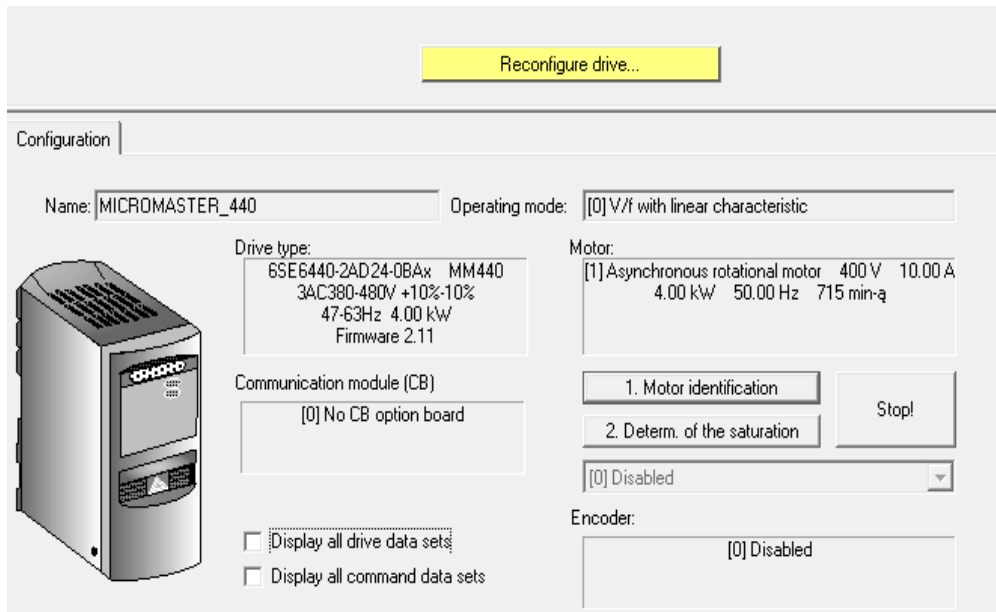 Reconfigure drive...
Configuration
Name: MICROMASTER_440
Operating mode: [0] V/f with linear characteristic
Drive type:
6SE6440-2AD24-0BAx MM440
3AC380-480V +10%-10%
47-63Hz 4.00 kW
Firmware 2.11
Motor:
[1] Asynchronous rotational motor 400 V 10.00 A
4.00 kW 50.00 Hz 715 min-ą
Communication module (CB)
[0] No CB option board
1. Motor identification
2. Determ. of the saturation
Stop!
[0] Disabled
Display all drive data sets
Display all command data sets
Encoder:
[0] Disabled